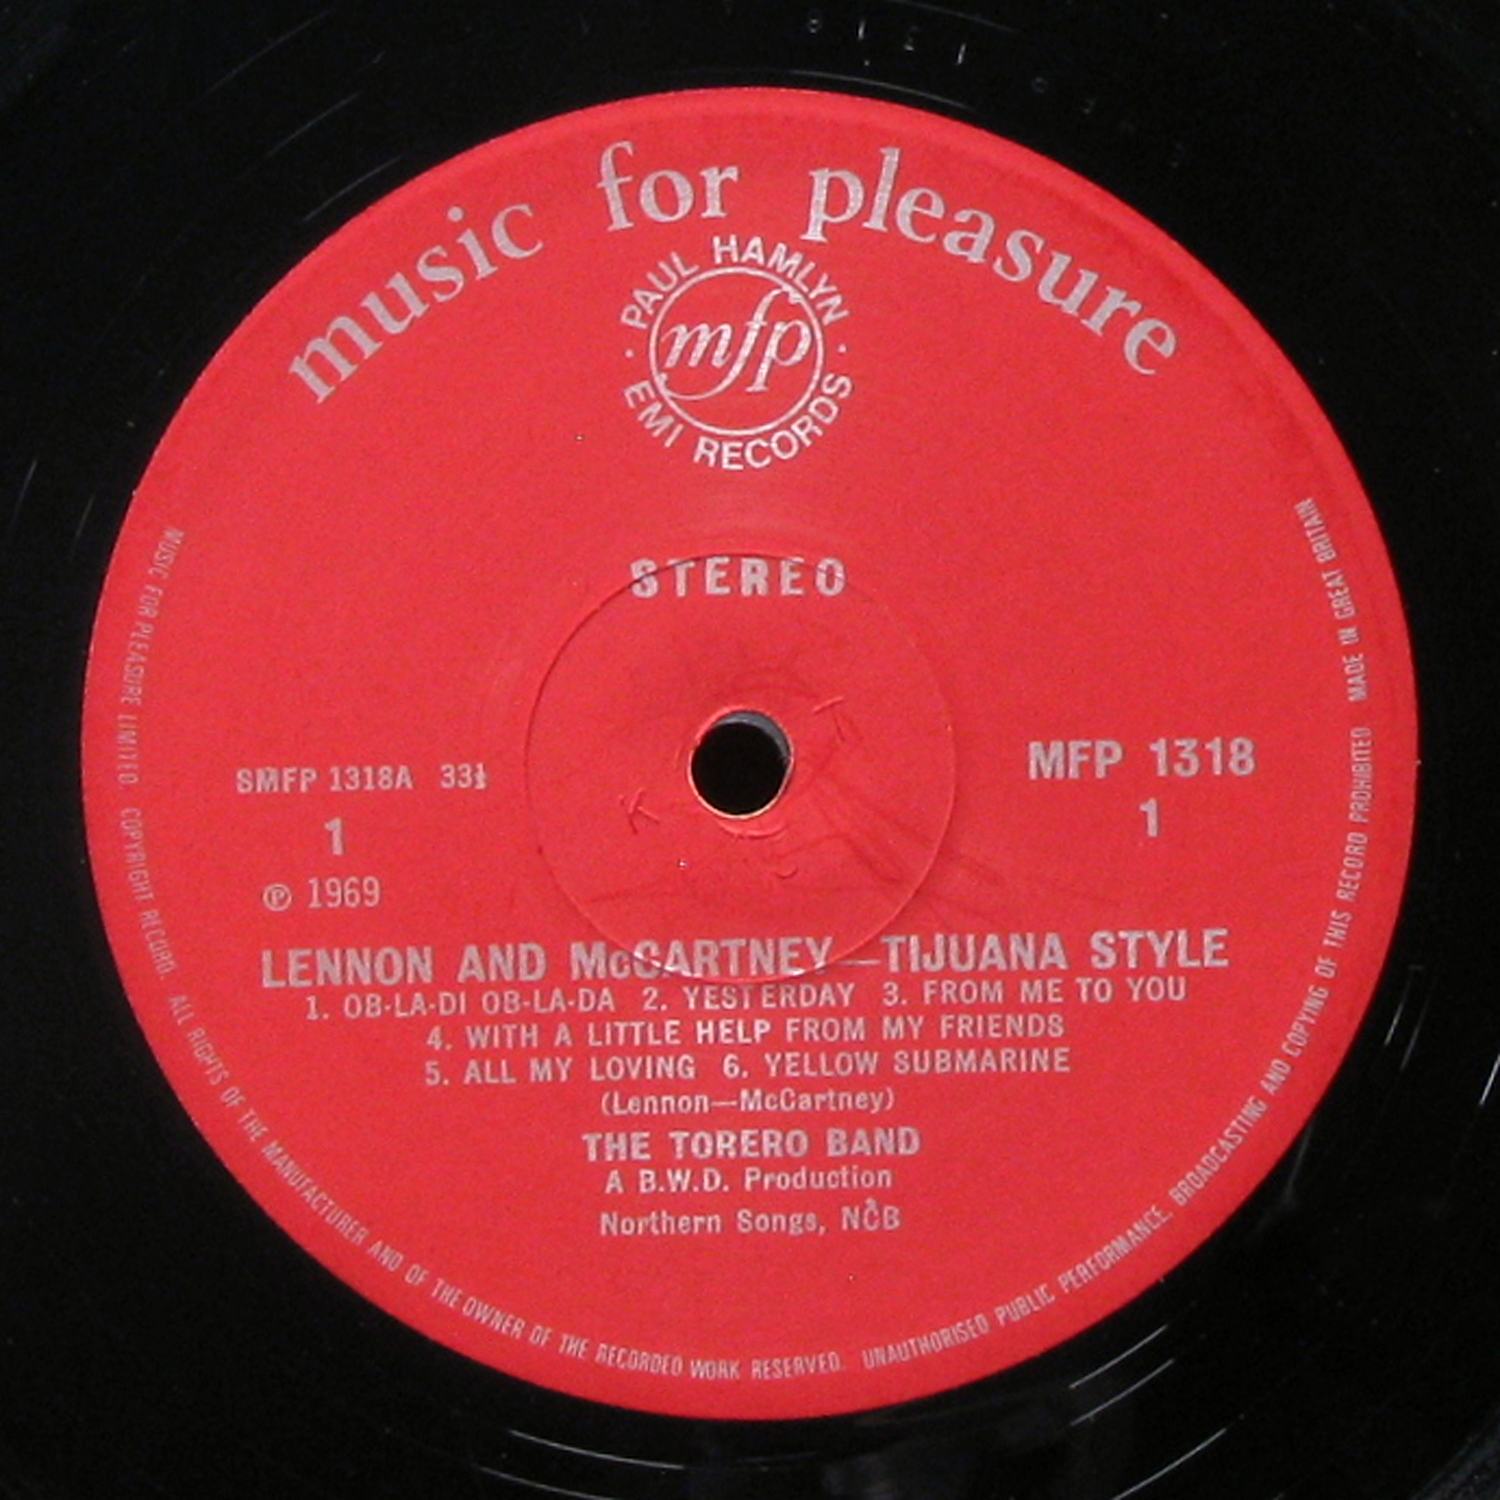 music for pleasure
PAUL HAMLYN
mfp
· EMI RECORDS ·
STEREO
SMFP 1318A 33⅓
1
℗ 1969
MFP 1318
1
LENNON AND McCARTNEY—TIJUANA STYLE
1. OB-LA-DI OB-LA-DA 2. YESTERDAY 3. FROM ME TO YOU
4. WITH A LITTLE HELP FROM MY FRIENDS
5. ALL MY LOVING 6. YELLOW SUBMARINE
(Lennon—McCartney)
THE TORERO BAND
A B.W.D. Production
Northern Songs, NCB
MUSIC FOR PLEASURE LIMITED. COPYRIGHT RECORD. ALL RIGHTS OF THE MANUFACTURER AND OF THE OWNER OF THE RECORDED WORK RESERVED. UNAUTHORISED PUBLIC PERFORMANCE, BROADCASTING AND COPYING OF THIS RECORD PROHIBITED MADE IN GREAT BRITAIN